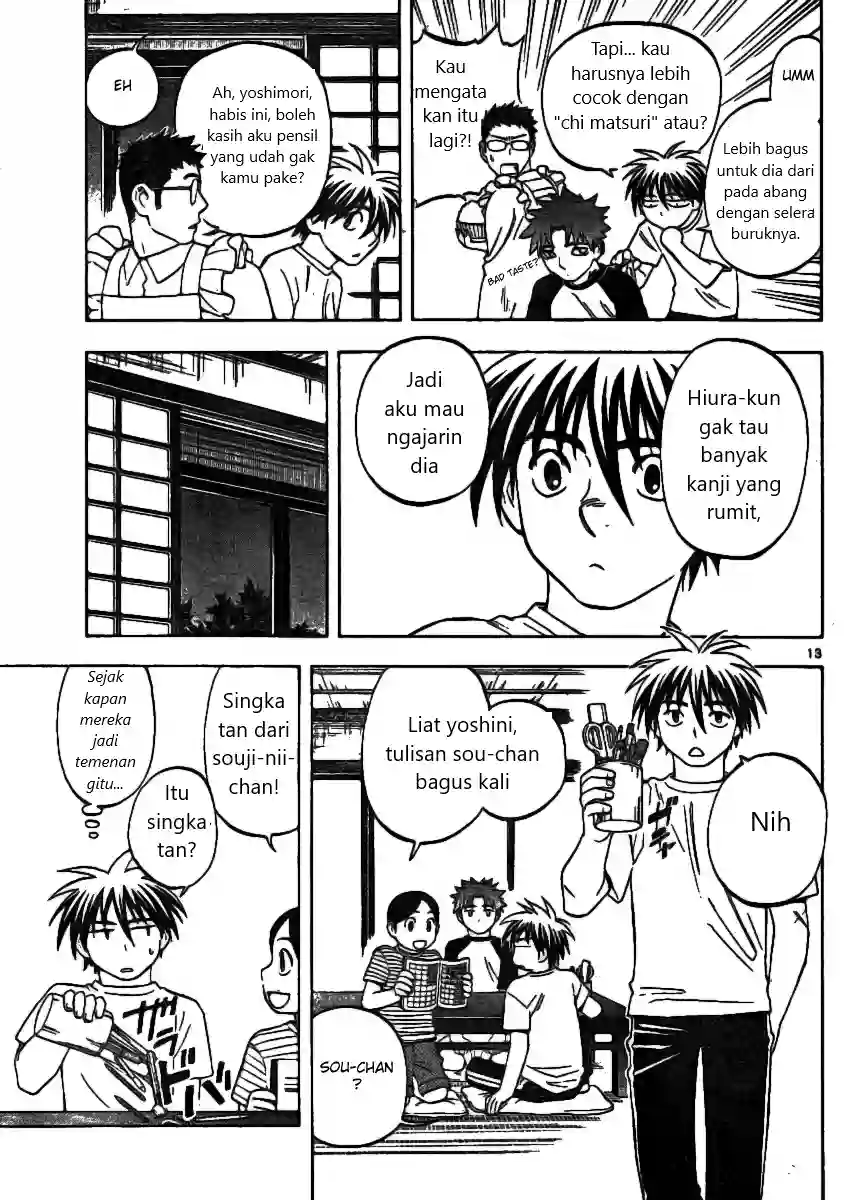 UMM
Lebih bagus
untuk dia dari
pada abang
dengan selera
buruknya.
Tapi... kau
harusnya lebih
cocok dengan
"chi matsuri" atau?
Kau
mengata
kan itu
lagi?!
BAD TASTE?
Ah, yoshimori,
habis ini, boleh
kasih aku pensil
yang udah gak
kamu pake?
EH
Hiura-kun
gak tau
banyak
kanji yang
rumit,
Jadi
aku mau
ngajarin
dia
13
Nih
ザッ
Liat yoshini,
tulisan sou-chan
bagus kali
SOU-CHAN
?
Singka
tan dari
souji-nii-
chan!
Itu
singka
tan?
Sejak
kapan
mereka
jadi
temenan
gitu...